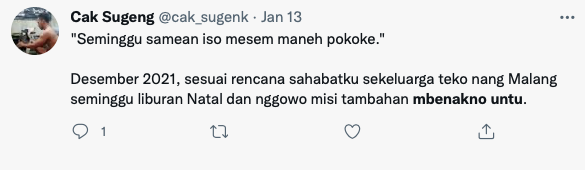 Cak Sugeng @cak_sugenk · Jan 13
"Seminggu samean iso mesem maneh pokoke."
Desember 2021, sesuai rencana sahabatku sekeluarga teko nang Malang
seminggu liburan Natal dan nggowo misi tambahan mbenakno untu.
1